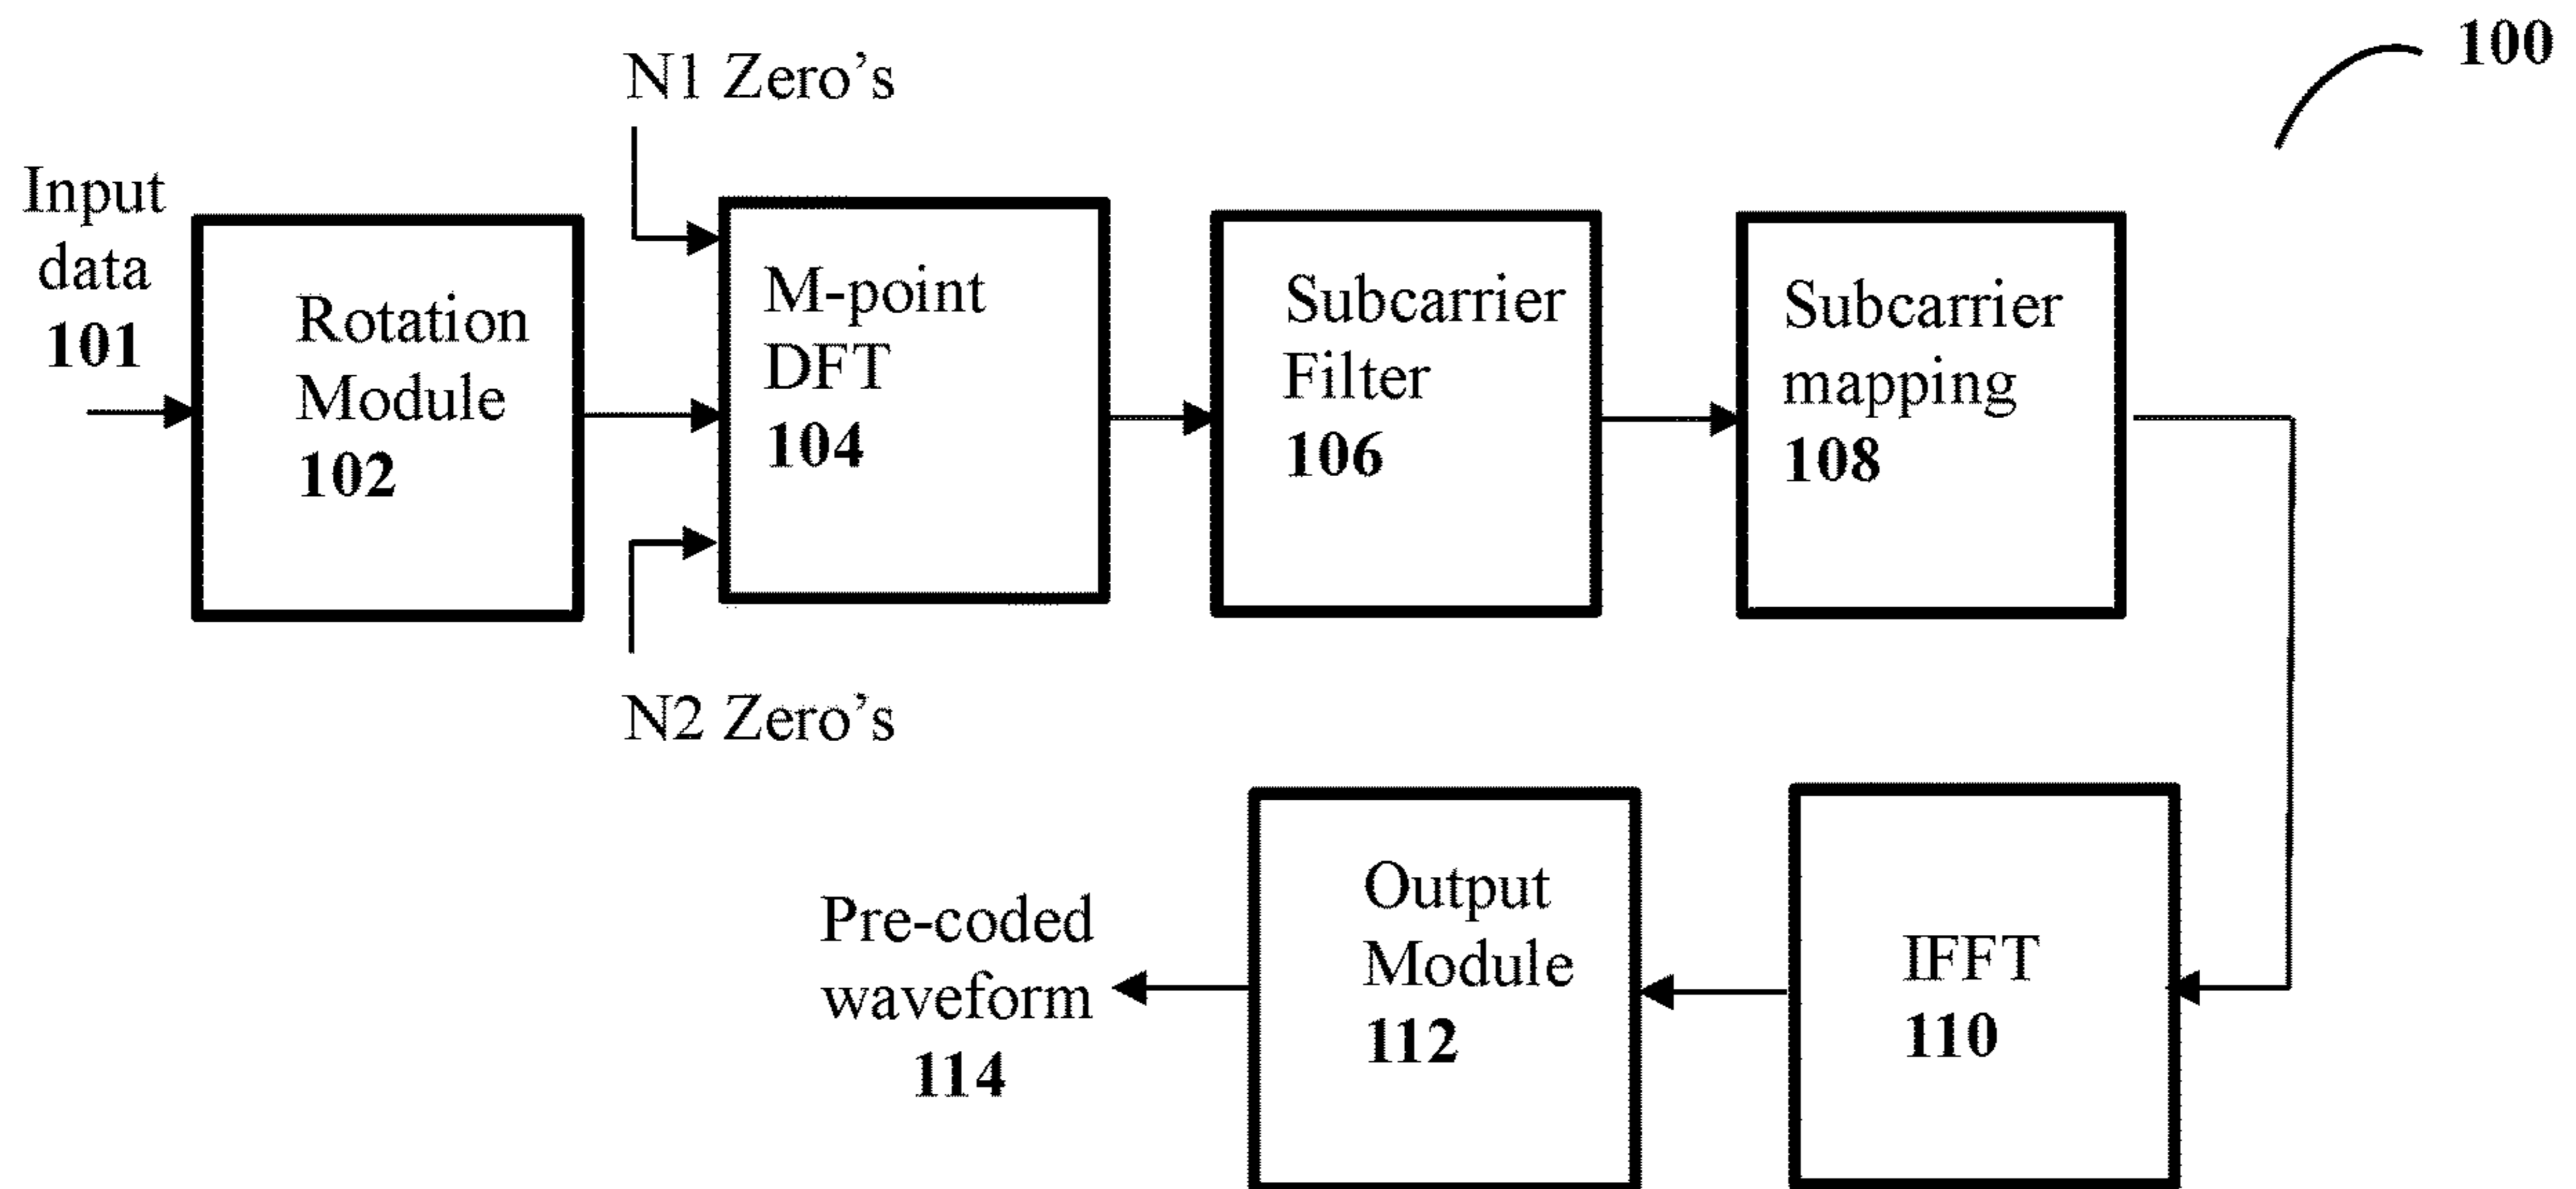 100
N1 Zero's
Input
data
101
Rotation
Module
102
M-point
DFT
104
Subcarrier
Filter
106
Subcarrier
mapping
108
N2 Zero's
Pre-coded
waveform
114
Output
Module
112
IFFT
110